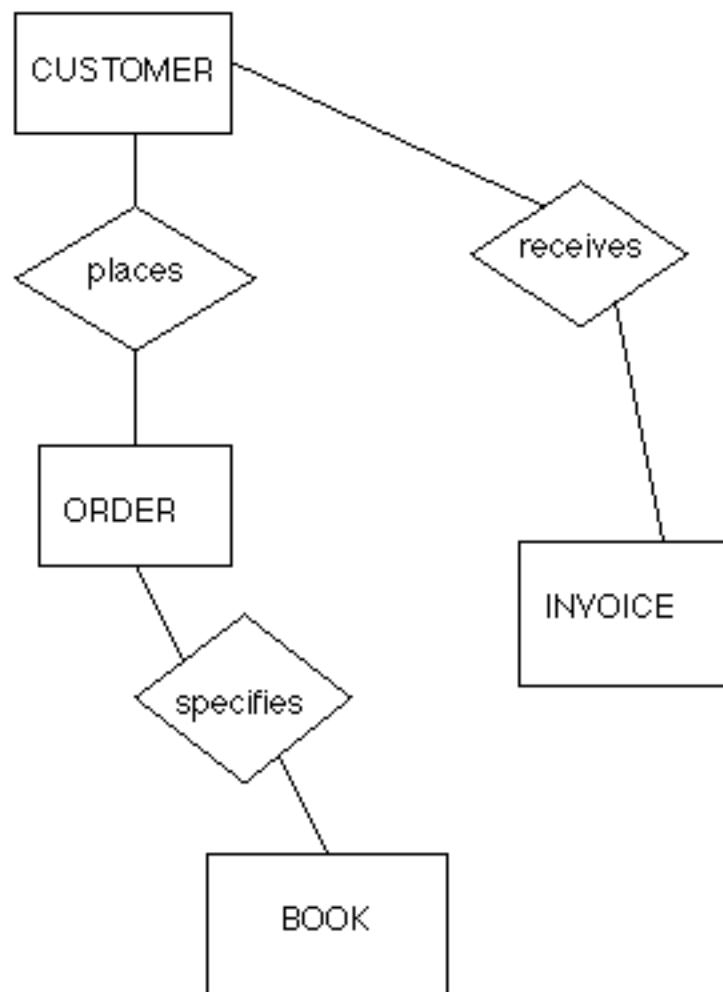 CUSTOMER
places
receives
ORDER
INVOICE
specifies
BOOK